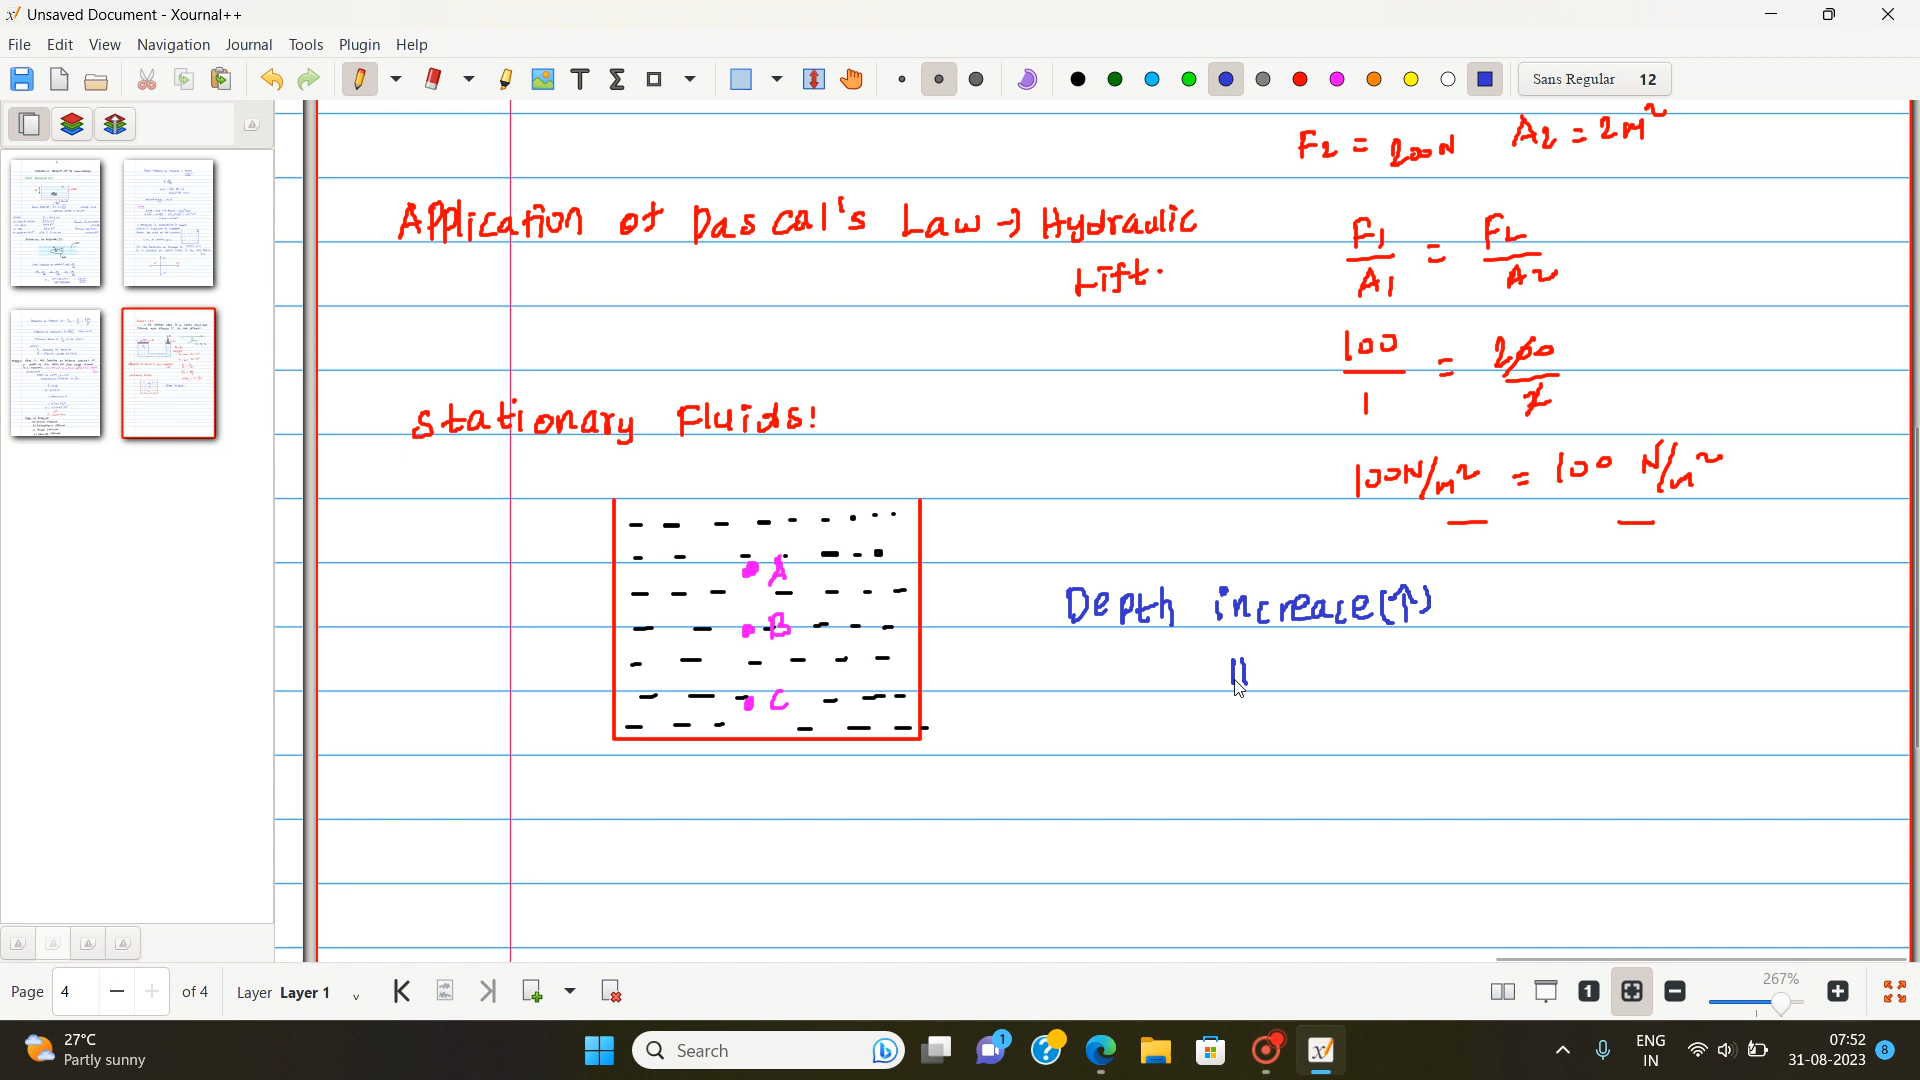 Unsaved Document - Xournal++
File Edit View Navigation Journal Tools Plugin Help
Sans Regular 12
F2 = 200N A2 = 2m²
Application of Pascal's Law → Hydraulic
Lift.
F1/A1 = F2/A2
100/1 = 200/2
Stationary Fluids!
100N/m² = 100 N/m²
A
B
C
Depth increace(↑)
Page 4 of 4 Layer Layer 1
267%
27°C
Partly sunny
Search
1
ENG
IN
07:52
31-08-2023
8